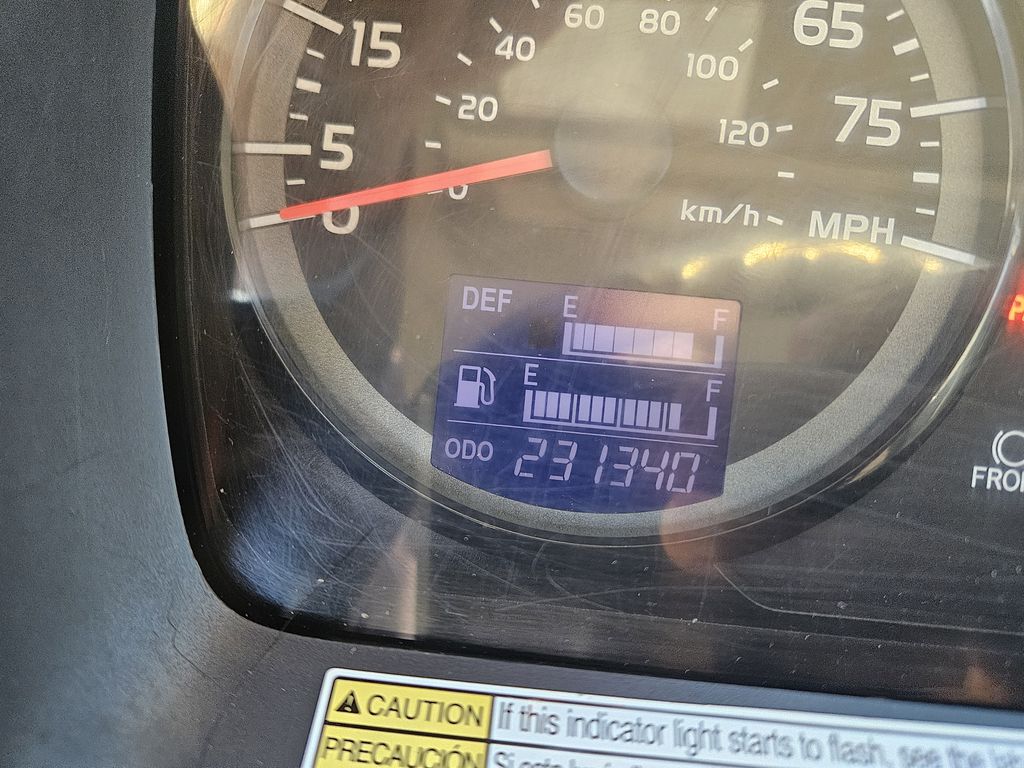 60 80 65
15 40 100
20 120 75
5
0 0 km/h MPH
DEF E F
E F
ODO 231340
CAUTION If this indicator light starts to flash, see the
PRECAUCIÓN